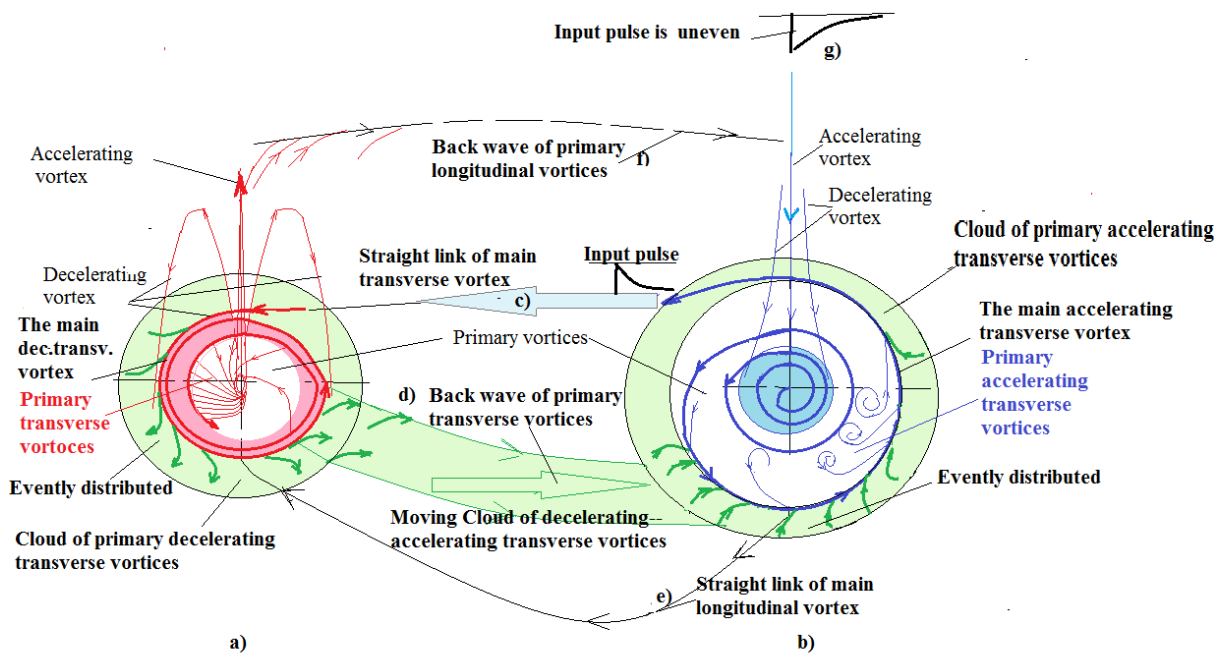 Input pulse is  uneven
g)
Accelerating
vortex
Back wave of primary
longitudinal vortices
f)
Accelerating
vortex
Decelerating
vortex
Cloud of primary accelerating
transverse vortices
Decelerating
vortex
Straight link of main
transverse vortex
Input pulse
c)
The main
dec.transv.
vortex
Primary vortices
The main accelerating
transverse vortex
Primary
accelerating
transverse
vortices
Primary
transverse
vortoces
d)
Back wave of primary
transverse vortices
Evently distributed
Evently distributed
Moving Cloud of decelerating--
accelerating transverse vortices
Cloud of primary decelerating
transverse vortices
e)
Straight link of main
longitudinal vortex
a)
b)